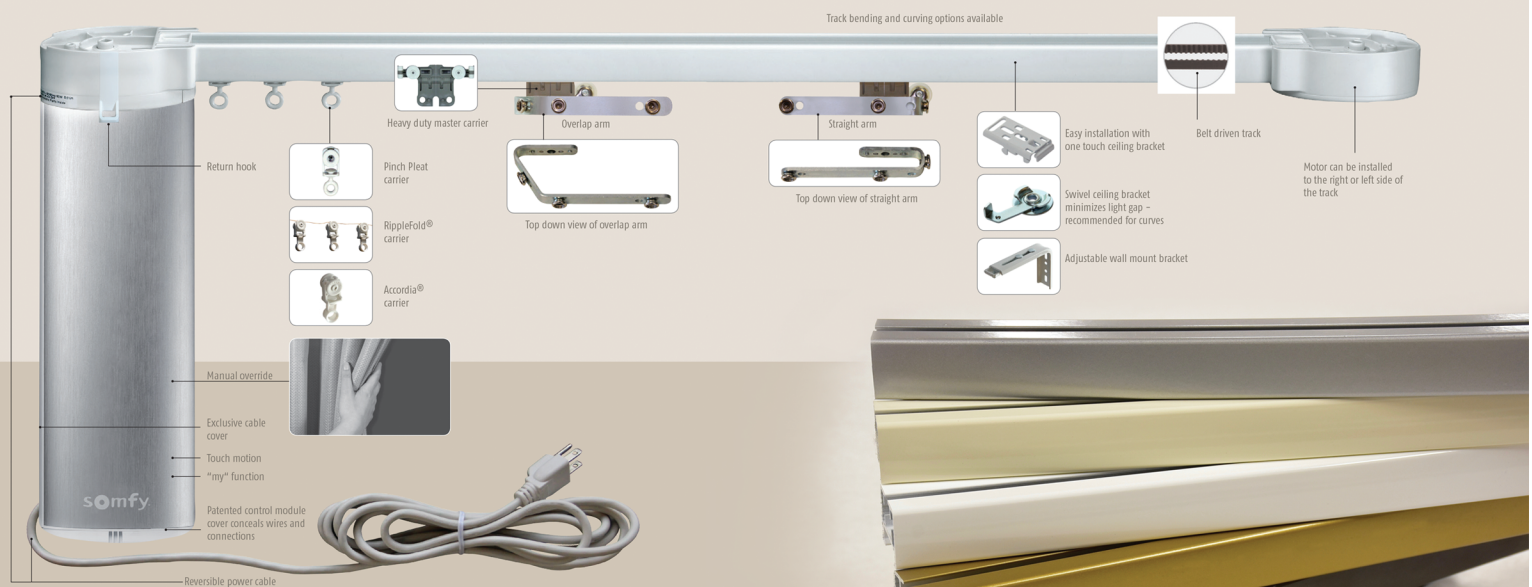 Track bending and curving options available
Heavy duty master carrier
Overlap arm
Straight arm
Return hook
Pinch Pleat
carrier
RippleFold®
carrier
Accordia®
carrier
Top down view of overlap arm
Top down view of straight arm
Easy installation with
one touch ceiling bracket
Swivel ceiling bracket
minimizes light gap –
recommended for curves
Adjustable wall mount bracket
Belt driven track
Motor can be installed
to the right or left side of
the track
Manual override
Exclusive cable
cover
Touch motion
“my” function
somfy
Patented control module
cover conceals wires and
connections
Reversible power cable